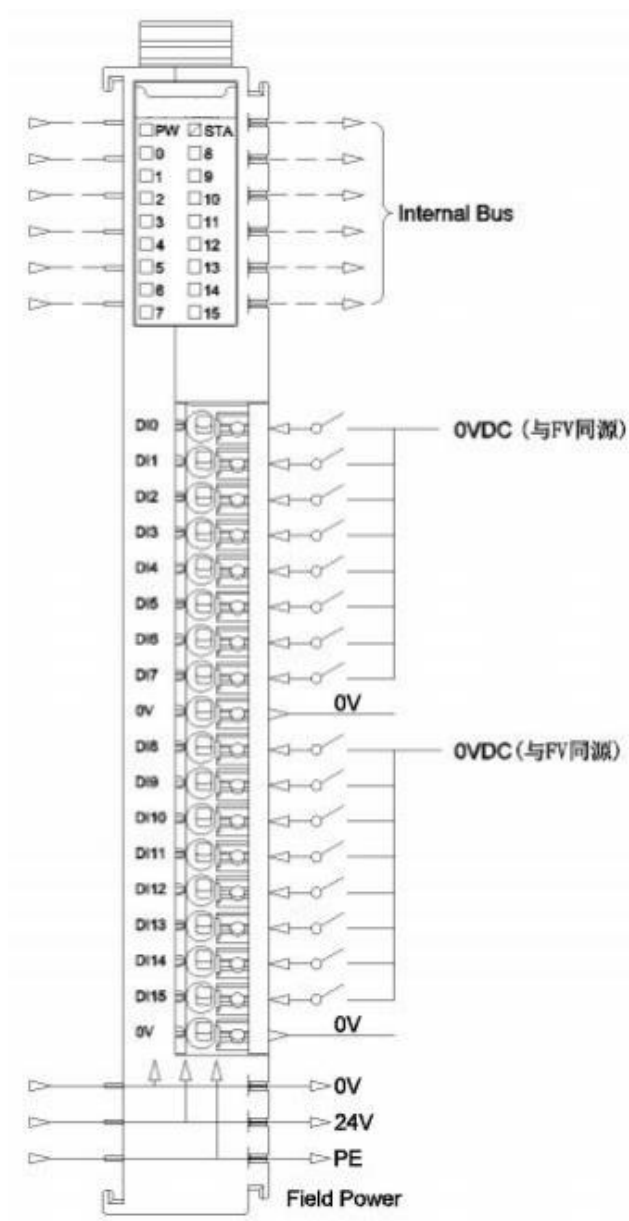 PW STA
0 8
1 9
2 10
3 11
4 12
5 13
6 14
7 15
Internal Bus
DI0
0VDC (与FV同源)
DI1
DI2
DI3
DI4
DI5
DI6
DI7
0V 0V
DI8
0VDC(与FV同源)
DI9
DI10
DI11
DI12
DI13
DI14
DI15
0V 0V
0V
24V
PE
Field Power